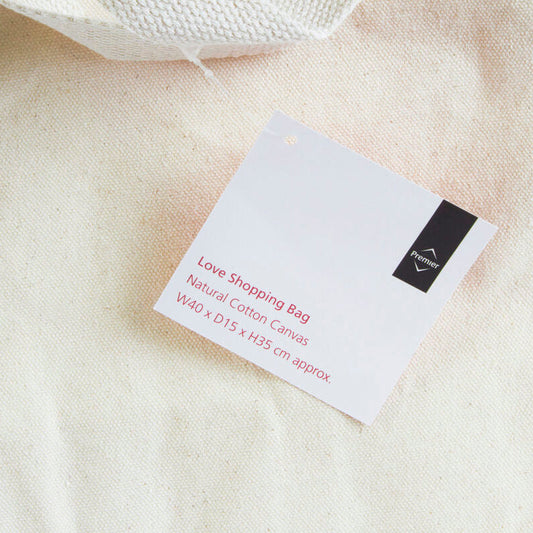 Premier
Love Shopping Bag
Natural Cotton Canvas
W40 x D15 x H35 cm approx.